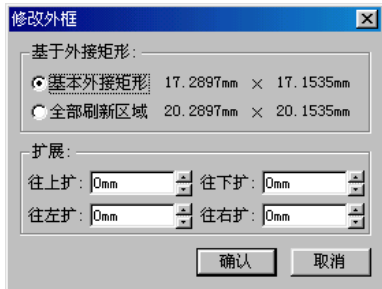 修改外框
基于外接矩形:
基本外接矩形 17.2897mm × 17.1535mm
全部刷新区域 20.2897mm × 20.1535mm
扩展:
往上扩: 0mm 往下扩: 0mm
往左扩: 0mm 往右扩: 0mm
确认 取消